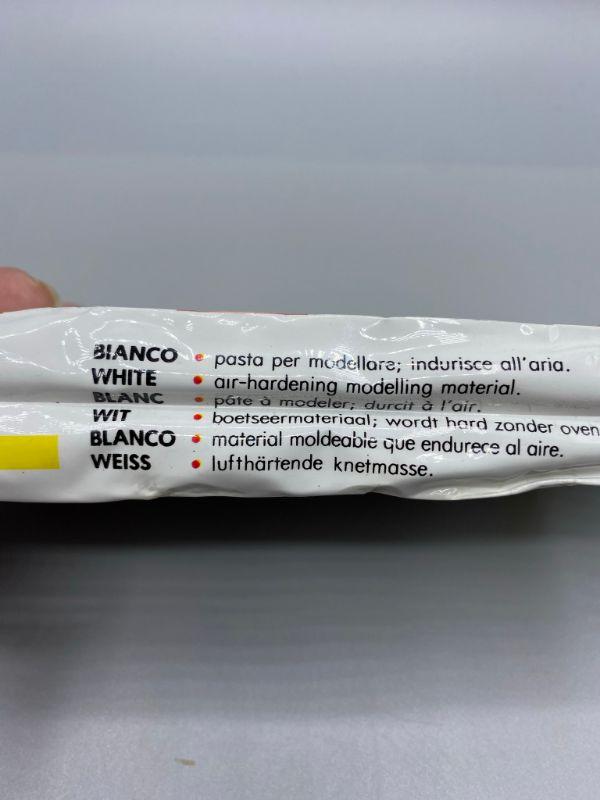 BIANCO • pasta per modellare; indurisce all'aria.
WHITE • air-hardening modelling material.
BLANC • pâte à modeler; durcit à l'air.
WIT • boetseermateriaal; wordt hard zonder oven
BLANCO • material moldeable que endurece al aire.
WEISS • lufthärtende knetmasse.